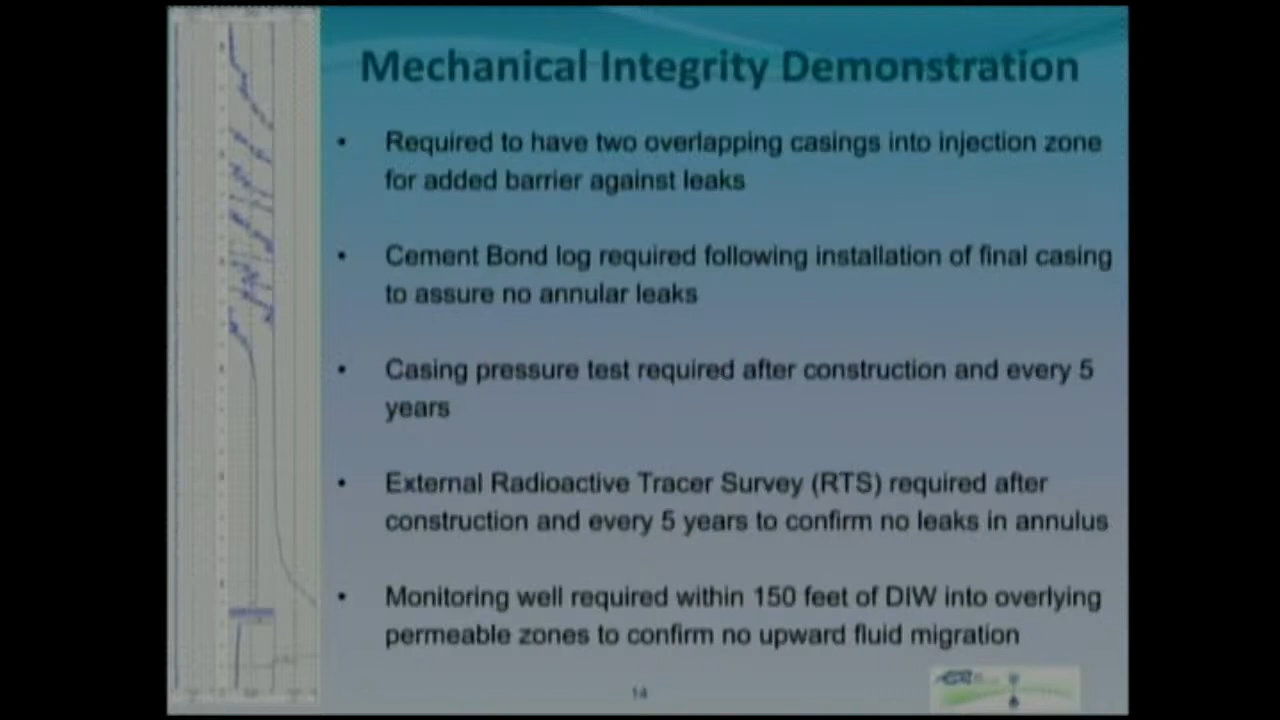 Mechanical Integrity Demonstration
• Required to have two overlapping casings into injection zone
for added barrier against leaks
• Cement Bond log required following installation of final casing
to assure no annular leaks
• Casing pressure test required after construction and every 5
years
• External Radioactive Tracer Survey (RTS) required after
construction and every 5 years to confirm no leaks in annulus
• Monitoring well required within 150 feet of DIW into overlying
permeable zones to confirm no upward fluid migration
14